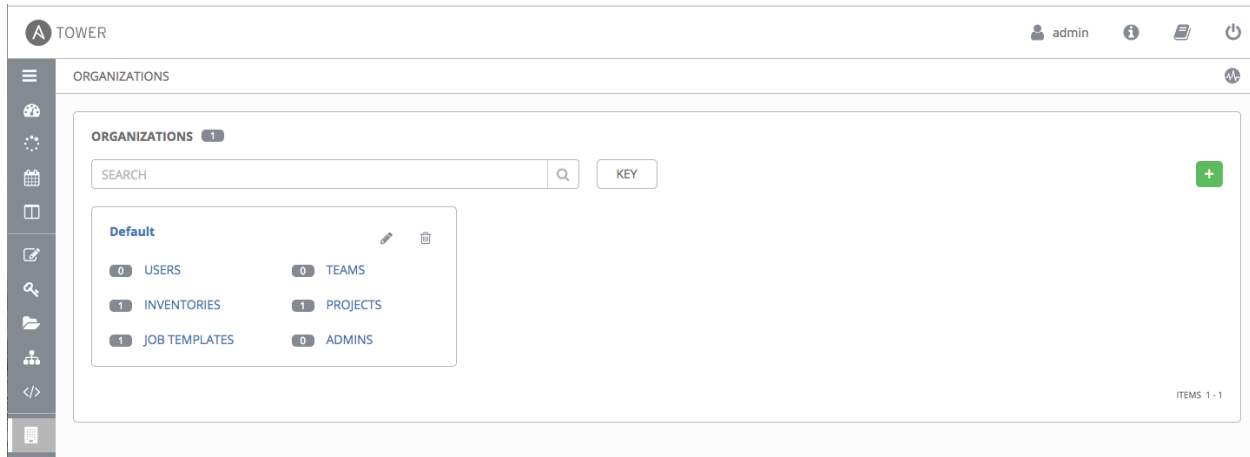 A TOWER
admin
ORGANIZATIONS
ORGANIZATIONS 1
SEARCH
KEY
+
Default
0 USERS 0 TEAMS
1 INVENTORIES 1 PROJECTS
1 JOB TEMPLATES 0 ADMINS
ITEMS 1 - 1